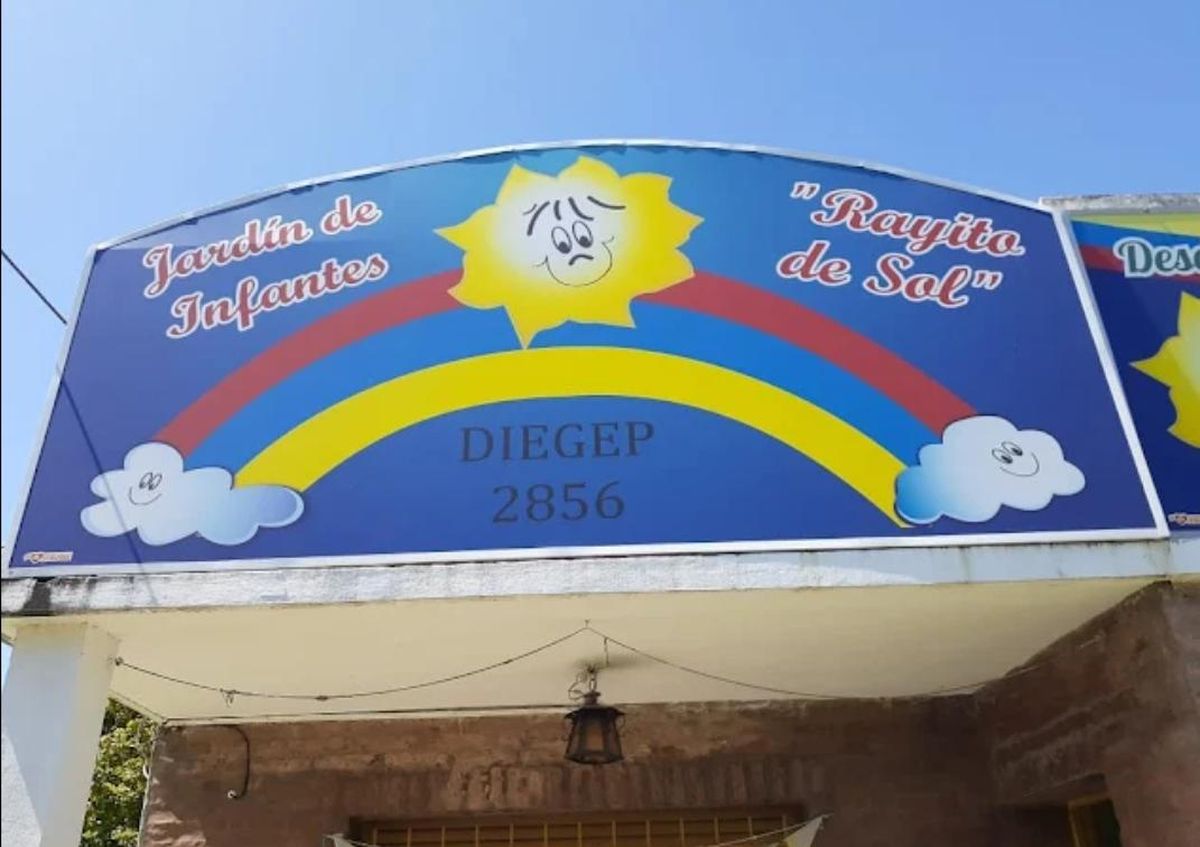 Jardín de
Infantes
"Rayito
de Sol"
DIEGEP
2856